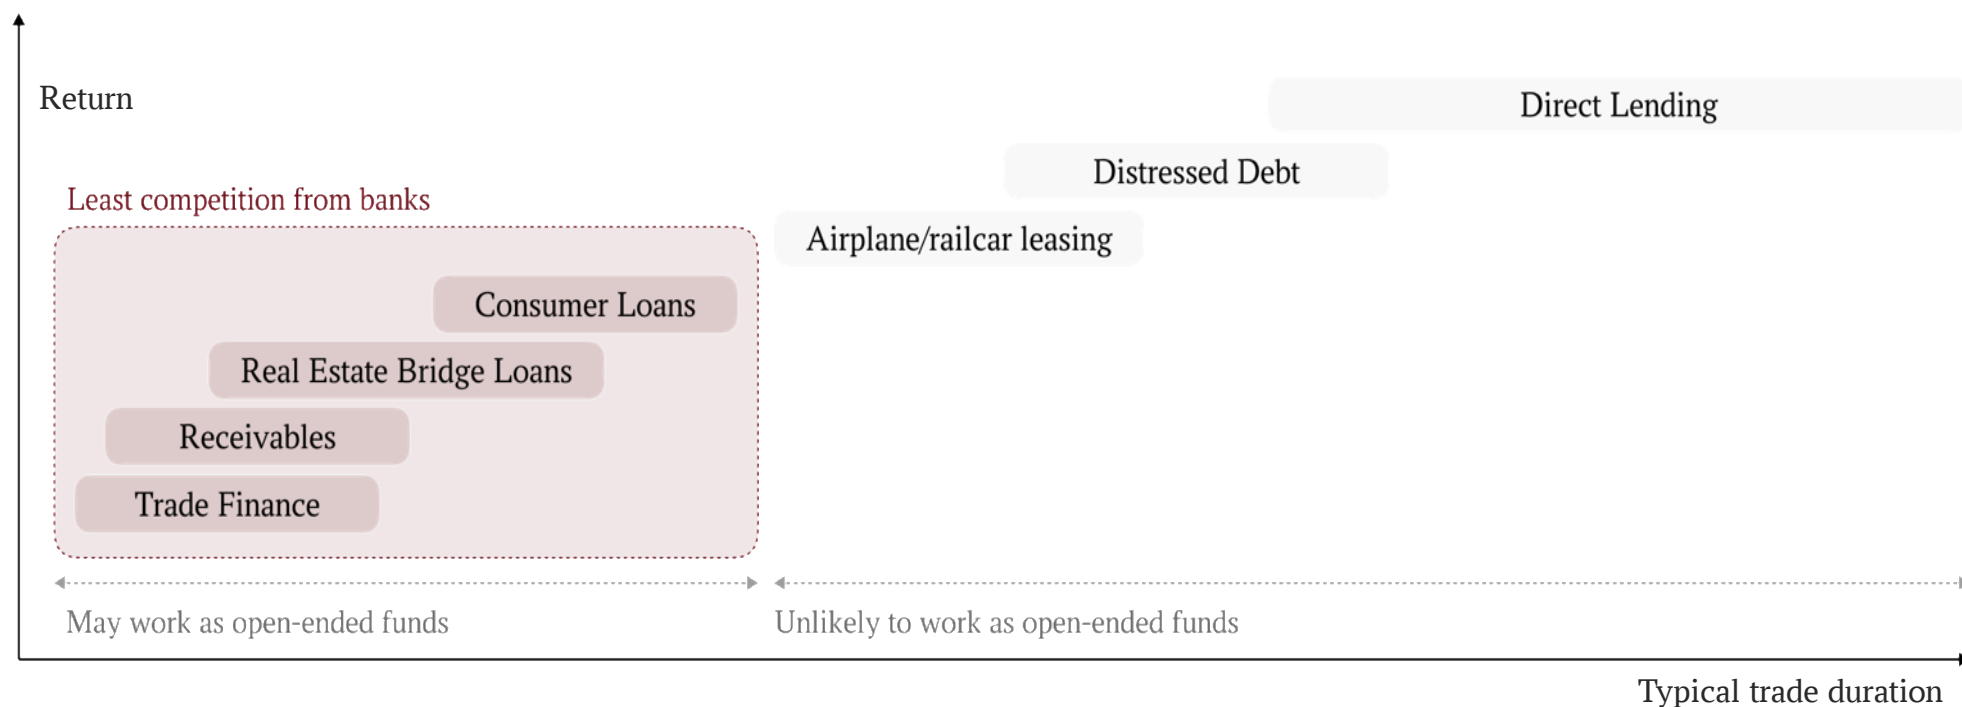 Return
Direct Lending
Distressed Debt
Least competition from banks
Airplane/railcar leasing
Consumer Loans
Real Estate Bridge Loans
Receivables
Trade Finance
May work as open-ended funds
Unlikely to work as open-ended funds
Typical trade duration